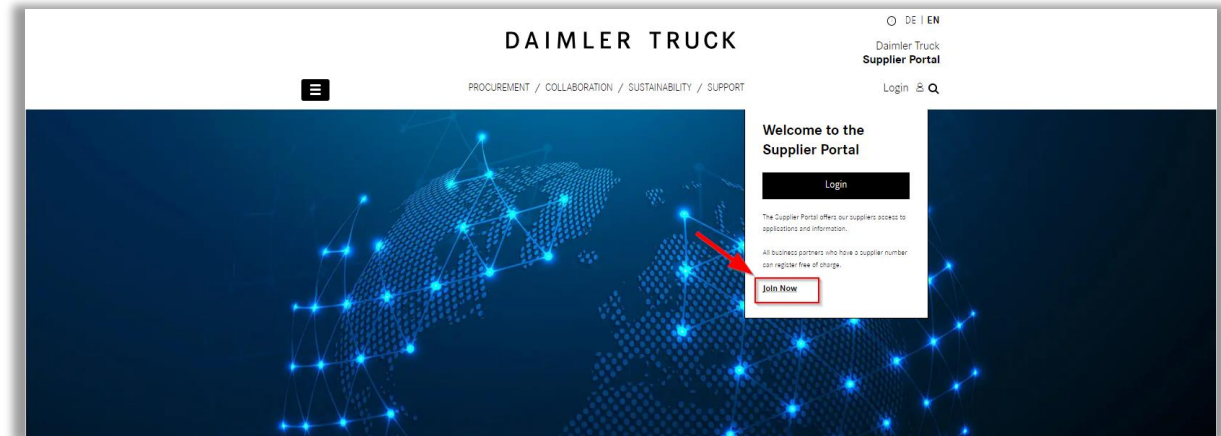 DE | EN
DAIMLER TRUCK
Daimler Truck
Supplier Portal
PROCUREMENT / COLLABORATION / SUSTAINABILITY / SUPPORT
Login
Welcome to the
Supplier Portal
Login
The Supplier Portal offers our suppliers access to
applications and information.
All business partners who have a supplier number
can register free of charge.
Join Now